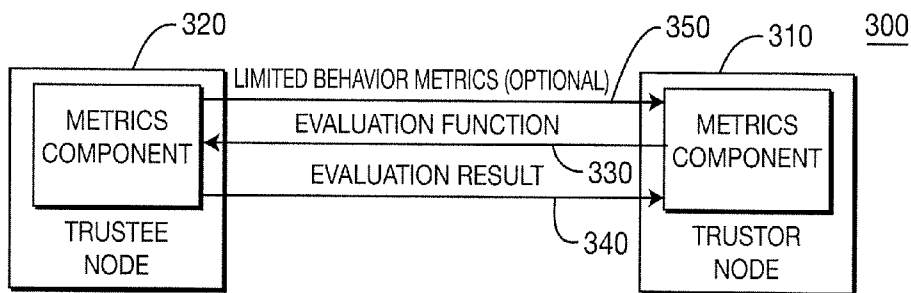 320
350
310
300
LIMITED BEHAVIOR METRICS (OPTIONAL)
METRICS
COMPONENT
EVALUATION FUNCTION
METRICS
COMPONENT
330
EVALUATION RESULT
340
TRUSTEE
NODE
TRUSTOR
NODE